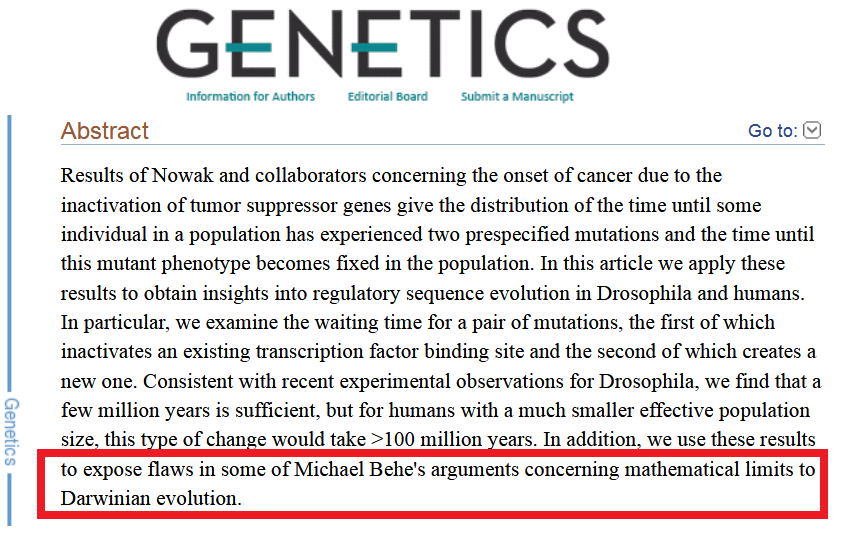 GENETICS
Information for Authors Editorial Board Submit a Manuscript
Abstract Go to:
Results of Nowak and collaborators concerning the onset of cancer due to the
inactivation of tumor suppressor genes give the distribution of the time until some
individual in a population has experienced two prespecified mutations and the time until
this mutant phenotype becomes fixed in the population. In this article we apply these
results to obtain insights into regulatory sequence evolution in Drosophila and humans.
In particular, we examine the waiting time for a pair of mutations, the first of which
inactivates an existing transcription factor binding site and the second of which creates a
new one. Consistent with recent experimental observations for Drosophila, we find that a
few million years is sufficient, but for humans with a much smaller effective population
size, this type of change would take >100 million years. In addition, we use these results
to expose flaws in some of Michael Behe's arguments concerning mathematical limits to
Darwinian evolution.
Genetics